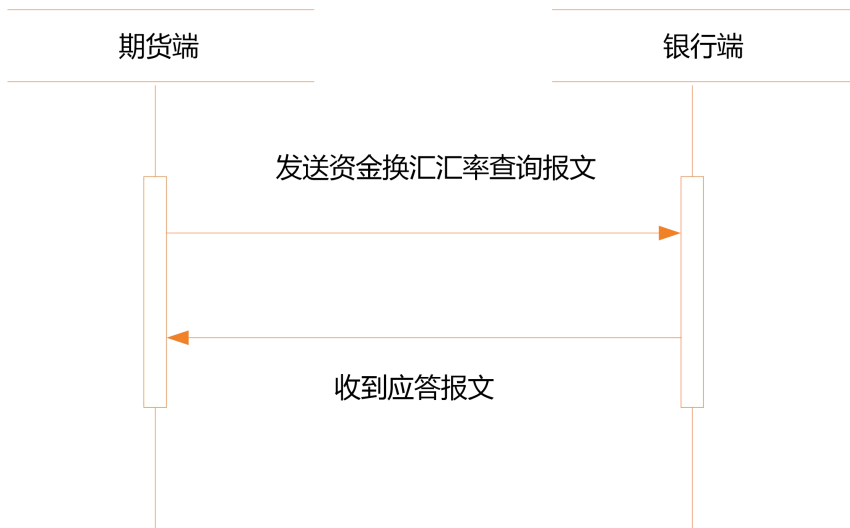 期货端
银行端
发送资金换汇汇率查询报文
收到应答报文